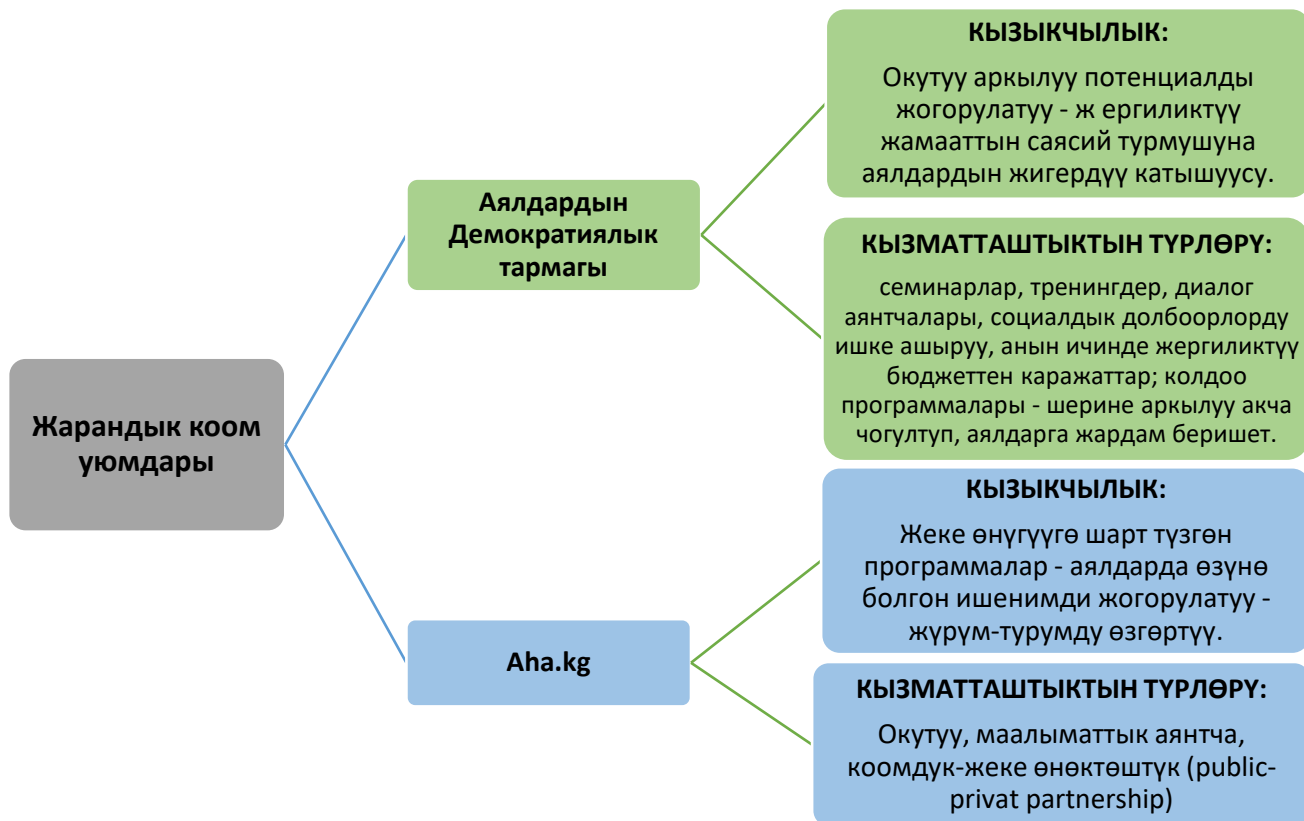 Жарандык коом
уюмдары
Аялдардын
Демократиялык
тармагы
КЫЗЫКЧЫЛЫК:
Окутуу аркылуу потенциалды
жогорулатуу - ж ергиликтүү
жамааттын саясий турмушуна
аялдардын жигердүү катышуусу.
КЫЗМАТТАШТЫКТЫН ТҮРЛӨРҮ:
семинарлар, тренингдер, диалог
аянтчалары, социалдык долбоорлорду
ишке ашыруу, анын ичинде жергиликтүү
бюджеттен каражаттар; колдоо
программалары - шерине аркылуу акча
чогултуп, аялдарга жардам беришет.
Aha.kg
КЫЗЫКЧЫЛЫК:
Жеке өнүгүүгө шарт түзгөн
программалар - аялдарда өзүнө
болгон ишенимди жогорулатуу -
жүрүм-турумду өзгөртүү.
КЫЗМАТТАШТЫКТЫН ТҮРЛӨРҮ:
Окутуу, маалыматтык аянтча,
коомдук-жеке өнөктөштүк (public-
privat partnership)